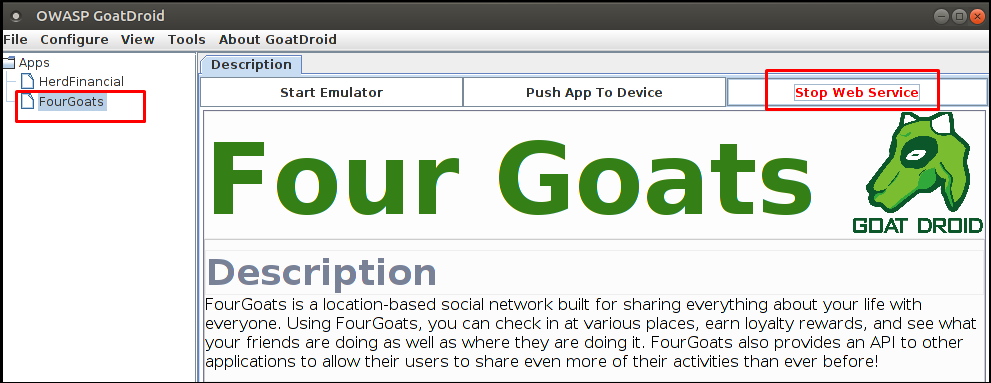 OWASP GoatDroid
File Configure View Tools About GoatDroid
Apps
HerdFinancial
FourGoats
Description
Start Emulator Push App To Device Stop Web Service
Four Goats
GOAT DROID
Description
FourGoats is a location-based social network built for sharing everything about your life with
everyone. Using FourGoats, you can check in at various places, earn loyalty rewards, and see what
your friends are doing as well as where they are doing it. FourGoats also provides an API to other
applications to allow their users to share even more of their activities than ever before!